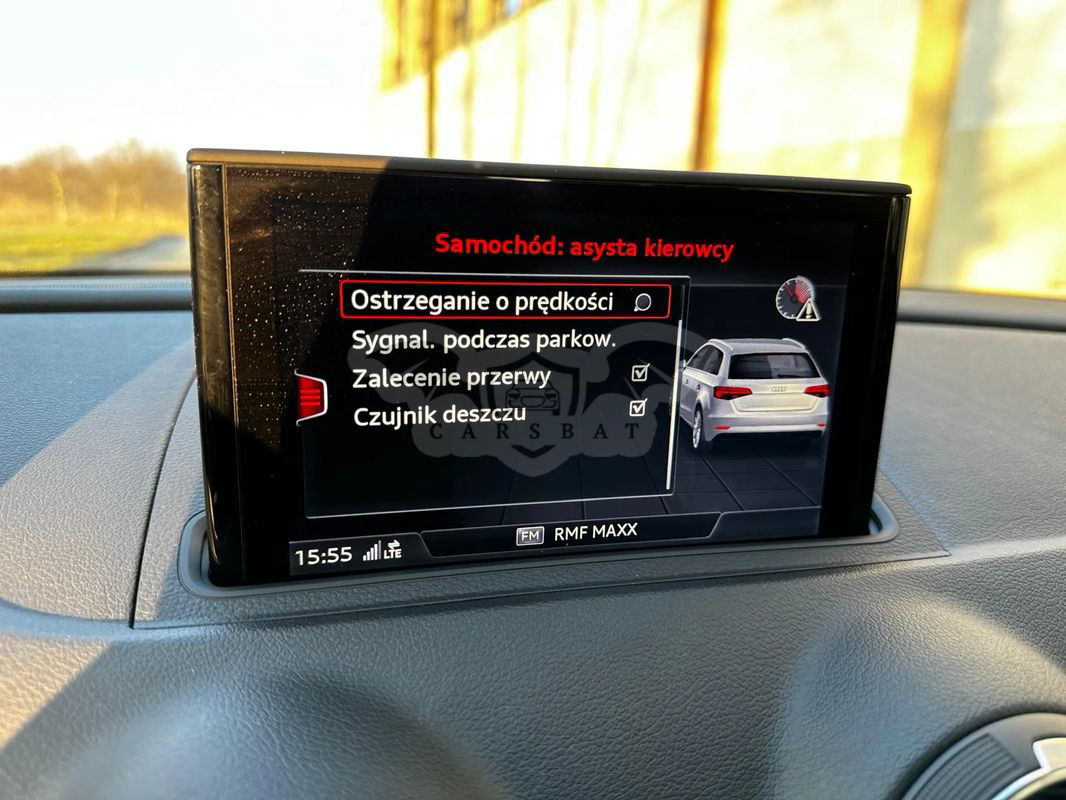 Samochód: asysta kierowcy
Ostrzeganie o prędkości
Sygnal. podczas parkow.
Zalecenie przerwy
Czujnik deszczu
CARSBAT
FM RMF MAXX
15:55 LTE